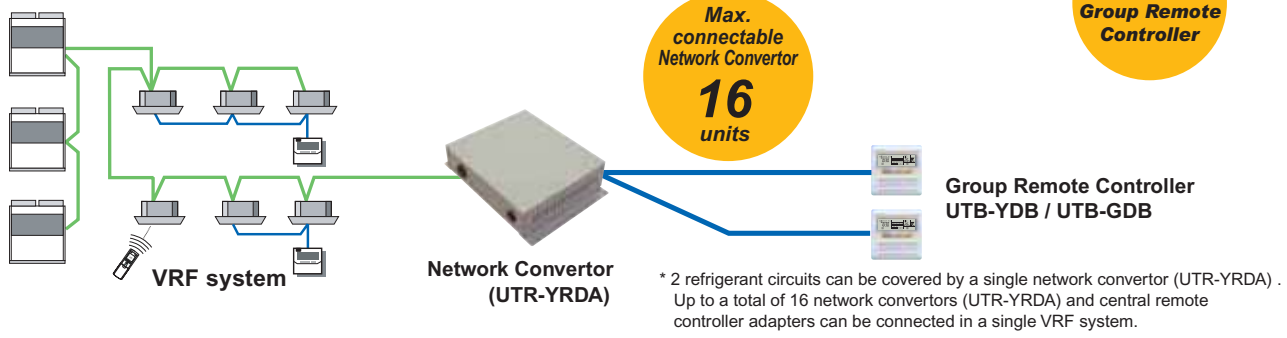 Max.
connectable
Network Convertor
16
units
Group Remote
Controller
VRF system
Network Convertor
(UTR-YRDA)
Group Remote Controller
UTB-YDB / UTB-GDB
* 2 refrigerant circuits can be covered by a single network convertor (UTR-YRDA) .
Up to a total of 16 network convertors (UTR-YRDA) and central remote
controller adapters can be connected in a single VRF system.